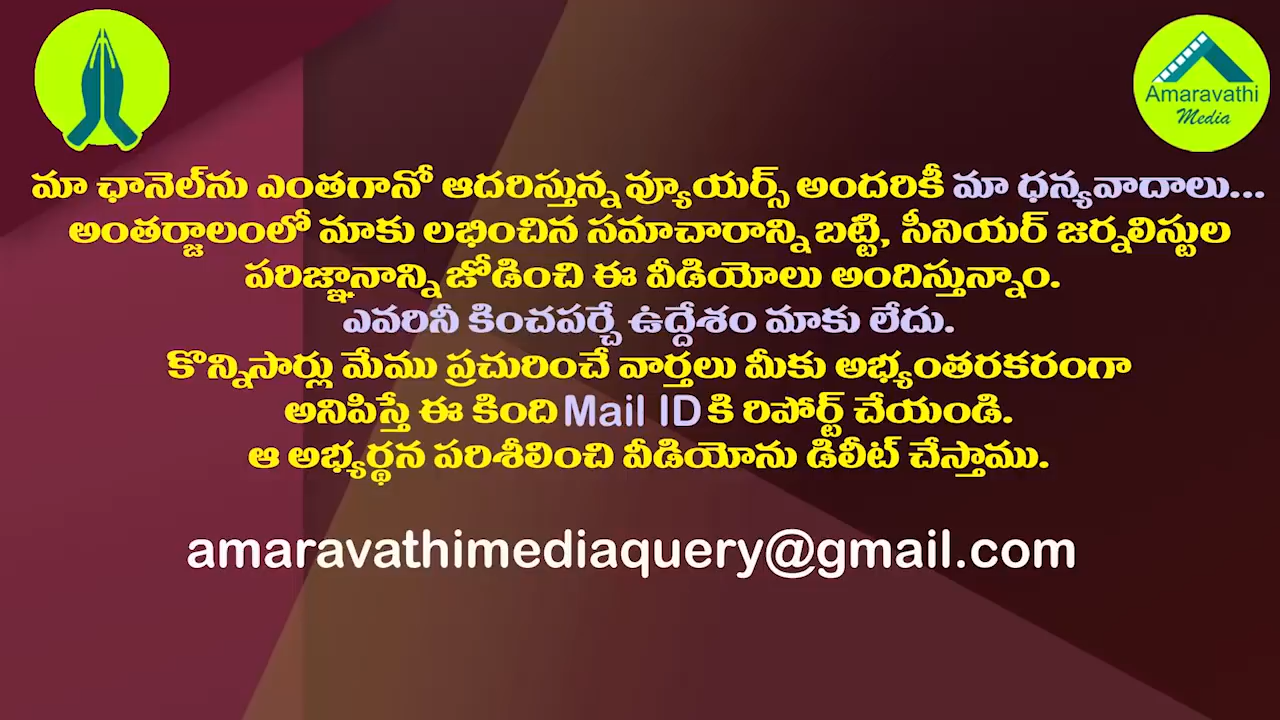 Amaravathi
Media
మా ఛానెల్‌ను ఎంతగానో ఆదరిస్తున్న వ్యూయర్స్ అందరికీ మా ధన్యవాదాలు...
అంతర్జాలంలో మాకు లభించిన సమాచారాన్ని బట్టి, సీనియర్ జర్నలిస్టుల
పరిజ్ఞానాన్ని జోడించి ఈ వీడియోలు అందిస్తున్నాం.
ఎవరినీ కించపర్చే ఉద్దేశం మాకు లేదు.
కొన్నిసార్లు మేము ప్రచురించే వార్తలు మీకు అభ్యంతరకరంగా
అనిపిస్తే ఈ కింది Mail ID కి రిపోర్ట్ చేయండి.
ఆ అభ్యర్థన పరిశీలించి వీడియోను డిలీట్ చేస్తాము.
amaravathimediaquery@gmail.com